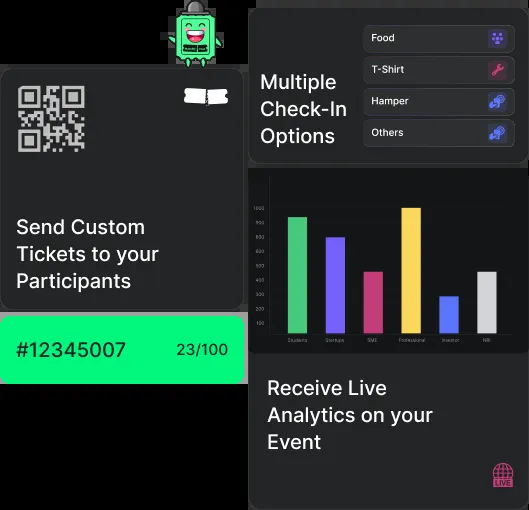 Send Custom
Tickets to your
Participants
#12345007
23/100
Multiple
Check-In
Options
Food
T-Shirt
Hamper
Others
1000
900
800
600
500
400
300
200
100
Students
Startups
SME
Professional
Investor
NRI
Receive Live
Analytics on your
Event
LIVE